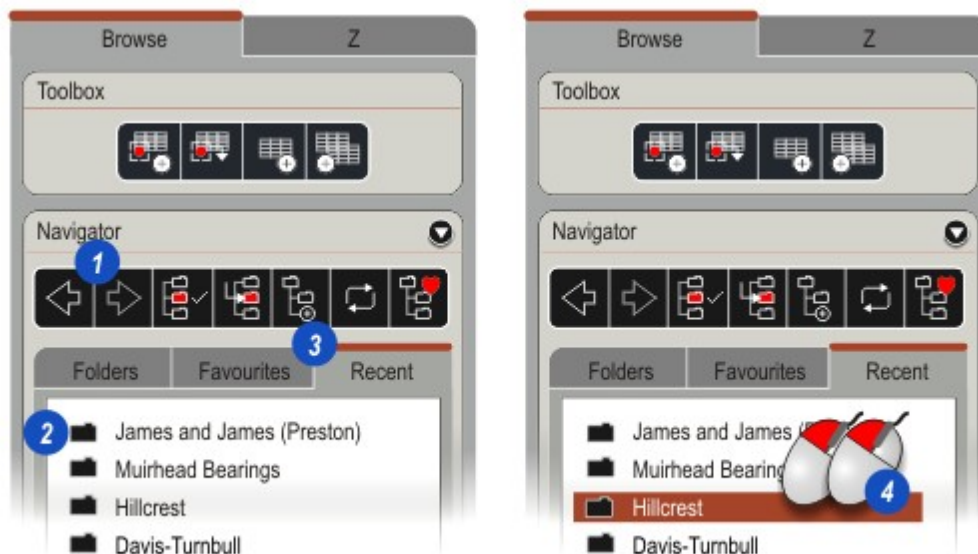 Browse Z
Toolbox
Navigator
1
3
Folders Favourites Recent
2 James and James (Preston)
Muirhead Bearings
Hillcrest
Davis-Turnbull
Browse Z
Toolbox
Navigator
Folders Favourites Recent
James and James
Muirhead Bearing
4
Hillcrest
Davis-Turnbull